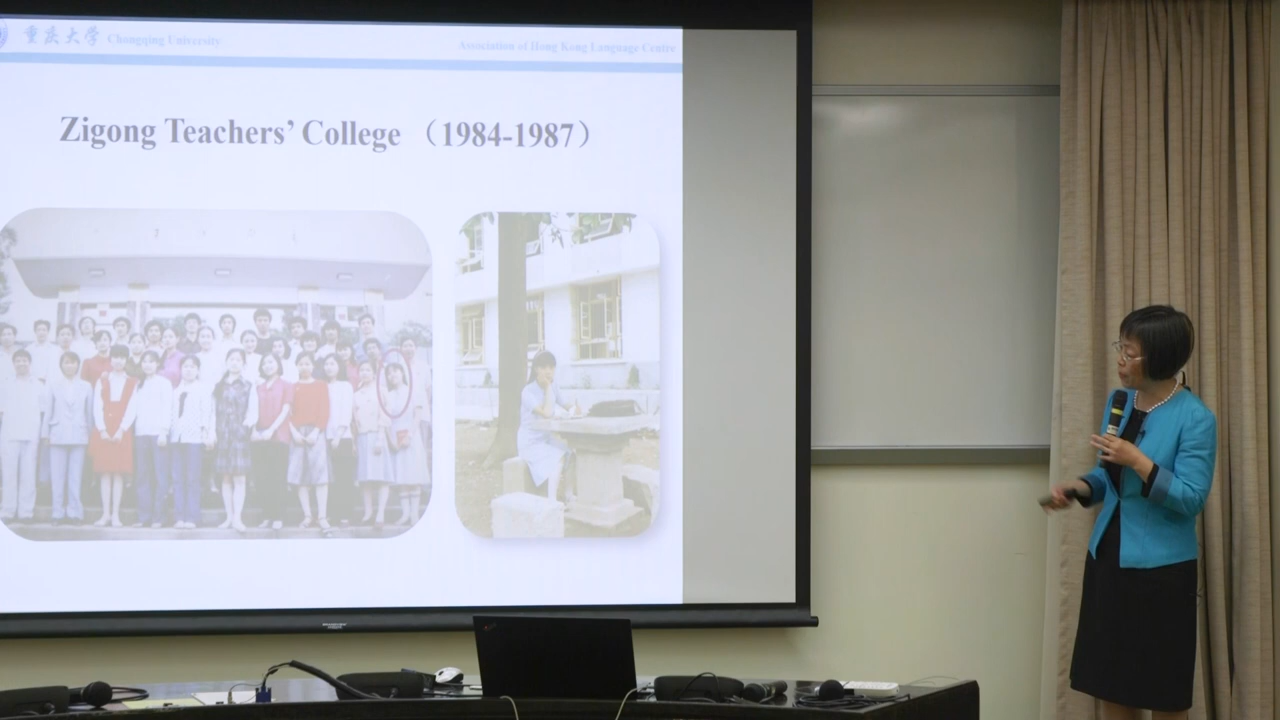 重庆大学 Chongqing University
Association of Hong Kong Language Centre
Zigong Teachers' College （1984-1987）